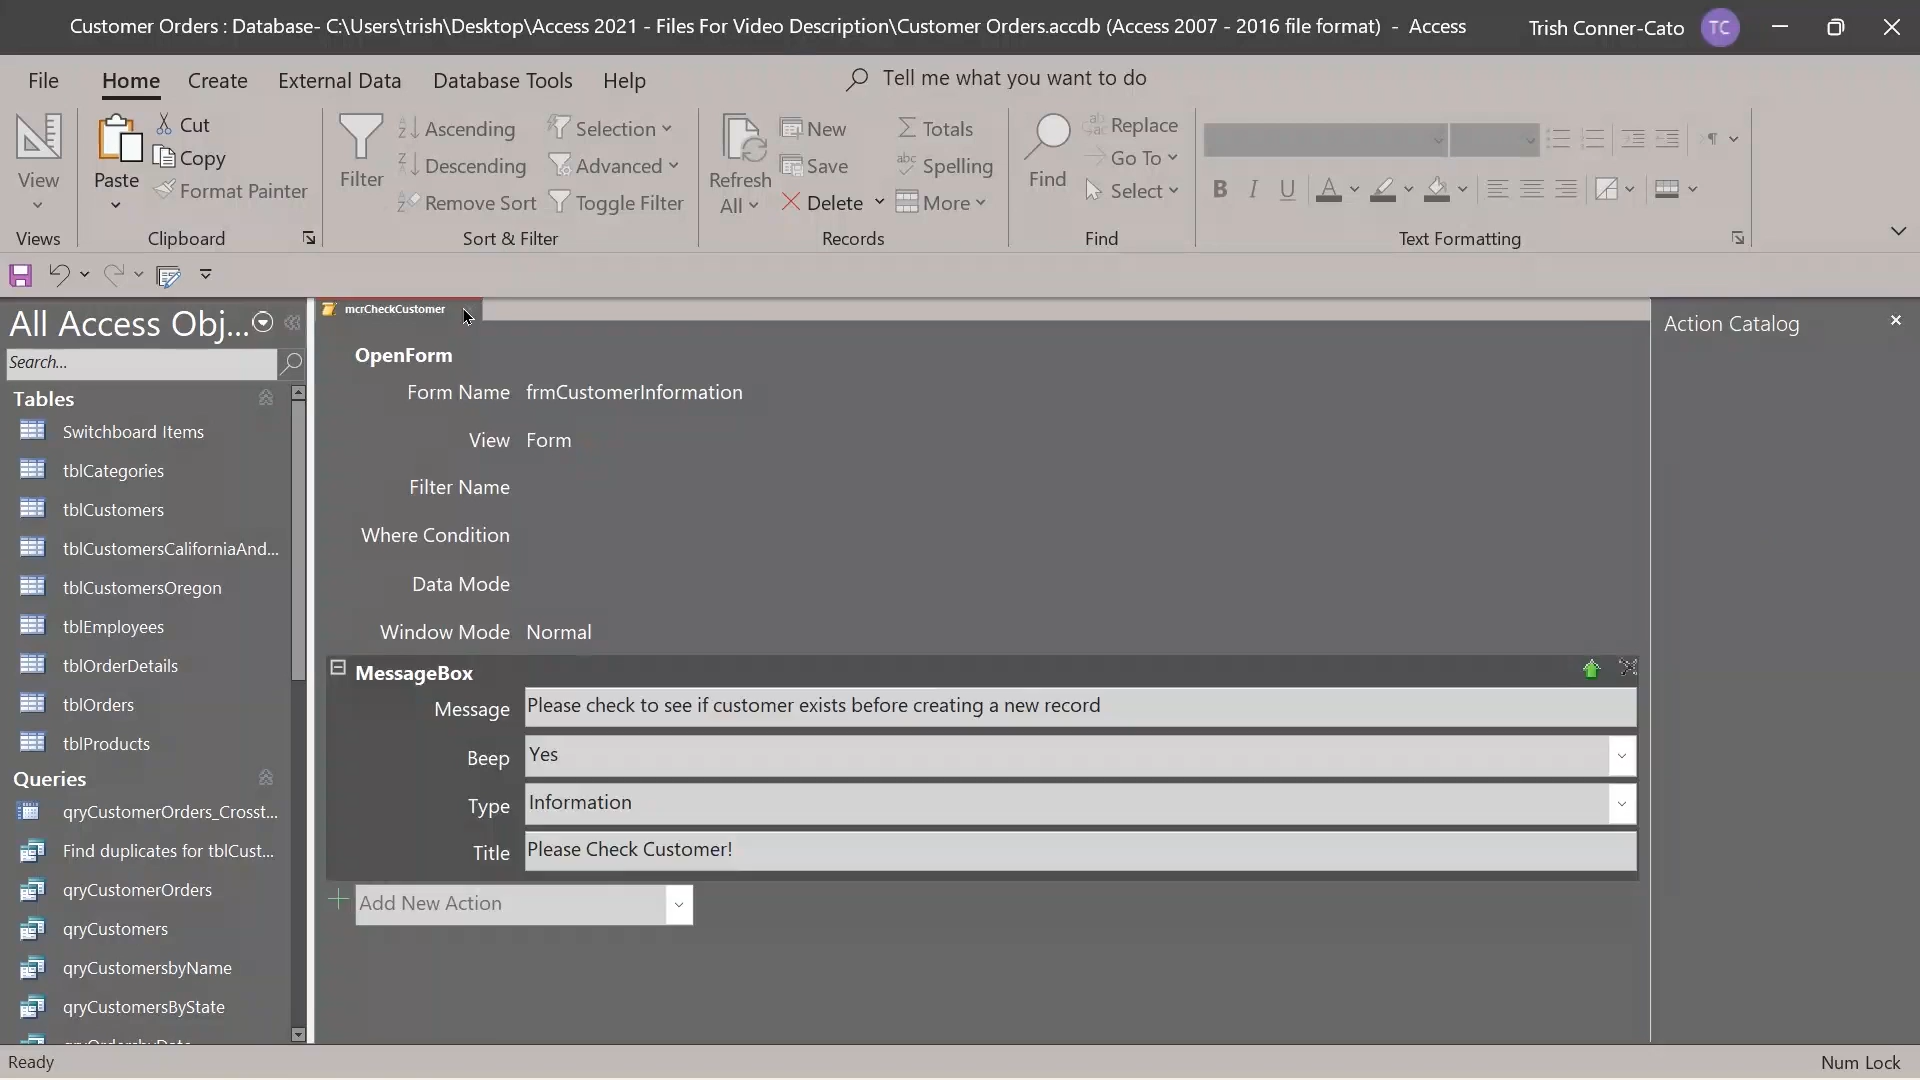 Customer Orders : Database- C:\Users\trish\Desktop\Access 2021 - Files For Video Description\Customer Orders.accdb (Access 2007 - 2016 file format) - Access
Trish Conner-Cato
TC
File
Home
Create
External Data
Database Tools
Help
Tell me what you want to do
View
Views
Paste
Cut
Copy
Format Painter
Clipboard
Filter
Ascending
Descending
Remove Sort
Selection
Advanced
Toggle Filter
Sort & Filter
Refresh
All
New
Save
Delete
Totals
Spelling
More
Records
Find
Replace
Go To
Select
Find
B I U
Text Formatting
All Access Obj...
Search...
Tables
Switchboard Items
tblCategories
tblCustomers
tblCustomersCaliforniaAnd...
tblCustomersOregon
tblEmployees
tblOrderDetails
tblOrders
tblProducts
Queries
qryCustomerOrders_Crosst...
Find duplicates for tblCust...
qryCustomerOrders
qryCustomers
qryCustomersbyName
qryCustomersByState
mcrCheckCustomer
OpenForm
Form Name frmCustomerInformation
View Form
Filter Name
Where Condition
Data Mode
Window Mode Normal
MessageBox
Message Please check to see if customer exists before creating a new record
Beep Yes
Type Information
Title Please Check Customer!
Add New Action
Action Catalog
Ready
Num Lock